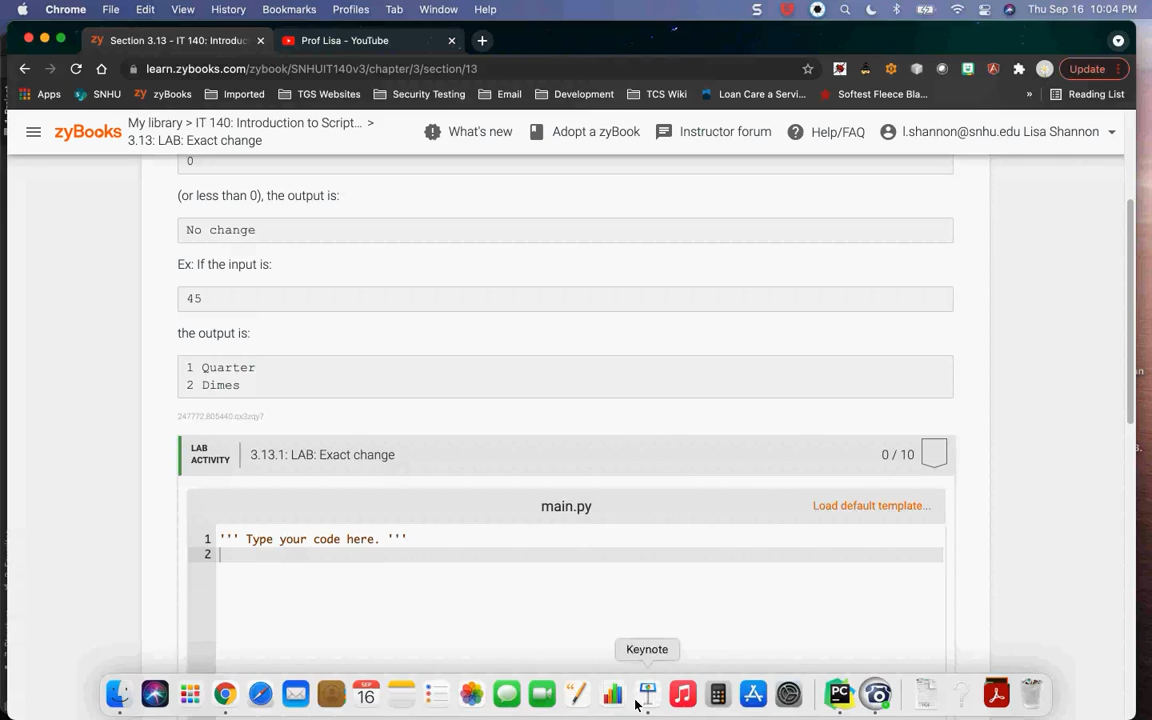 Chrome File Edit View History Bookmarks Profiles Tab Window Help Thu Sep 16 10:04 PM
zy Section 3.13 - IT 140: Introduc Prof Lisa - YouTube
learn.zybooks.com/zybook/SNHUIT140v3/chapter/3/section/13 Update
Apps SNHU zy zyBooks Imported TGS Websites Security Testing Email Development TCS Wiki Loan Care a Servi... Softest Fleece Bla... » Reading List
zyBooks My library > IT 140: Introduction to Script... > What's new Adopt a zyBook Instructor forum Help/FAQ l.shannon@snhu.edu Lisa Shannon
3.13: LAB: Exact change
0
(or less than 0), the output is:
No change
Ex: If the input is:
45
the output is:
1 Quarter
2 Dimes
LAB ACTIVITY 3.13.1: LAB: Exact change 0 / 10
main.py Load default template...
1 ''' Type your code here. '''
2
Keynote
SEP
16
PC